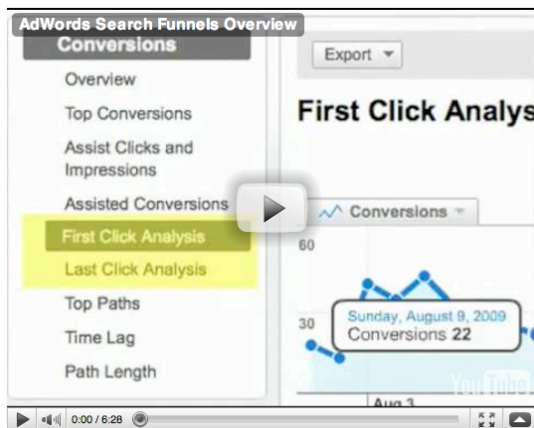 AdWords Search Funnels Overview
Conversions
Overview
Top Conversions
Assist Clicks and
Impressions
Assisted Conversions
First Click Analysis
Last Click Analysis
Top Paths
Time Lag
Path Length
Export
First Click Analys
Conversions
60
30
Sunday, August 9, 2009
Conversions 22
Aug 3
YouTube
0:00 / 6:28